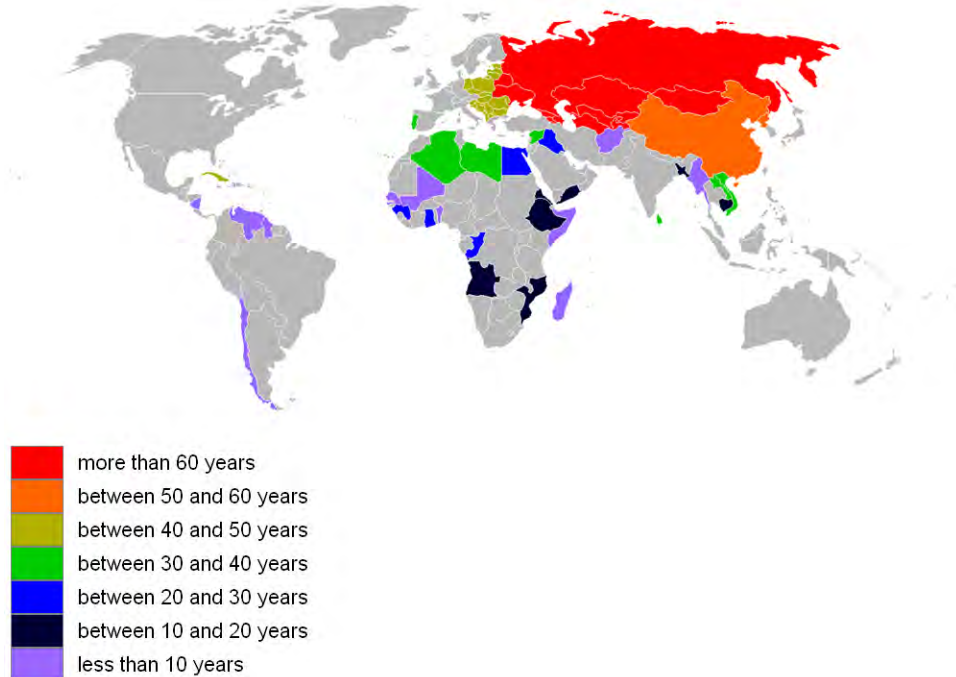 more than 60 years
between 50 and 60 years
between 40 and 50 years
between 30 and 40 years
between 20 and 30 years
between 10 and 20 years
less than 10 years